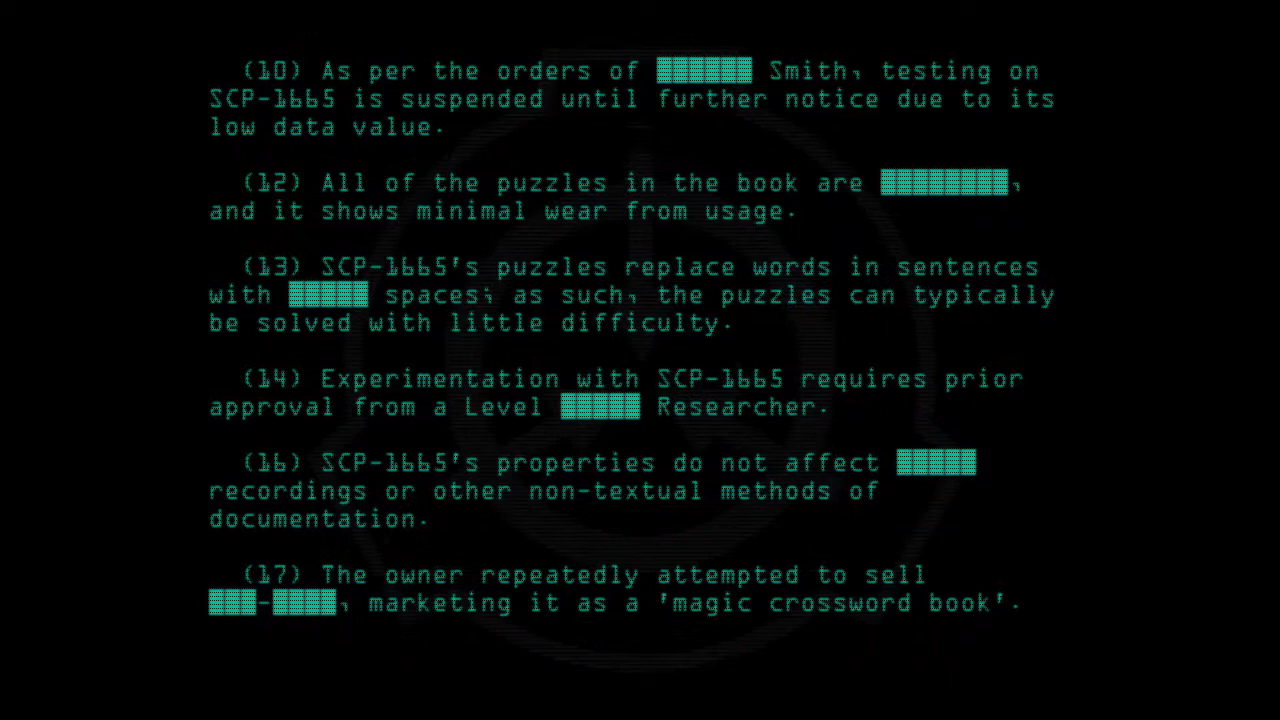 (10) As per the orders of ██████ Smith, testing on
SCP-1665 is suspended until further notice due to its
low data value.
(12) All of the puzzles in the book are ████████,
and it shows minimal wear from usage.
(13) SCP-1665's puzzles replace words in sentences
with █████ spaces; as such, the puzzles can typically
be solved with little difficulty.
(14) Experimentation with SCP-1665 requires prior
approval from a Level █████ Researcher.
(16) SCP-1665's properties do not affect █████
recordings or other non-textual methods of
documentation.
(17) The owner repeatedly attempted to sell
███-████, marketing it as a 'magic crossword book'.